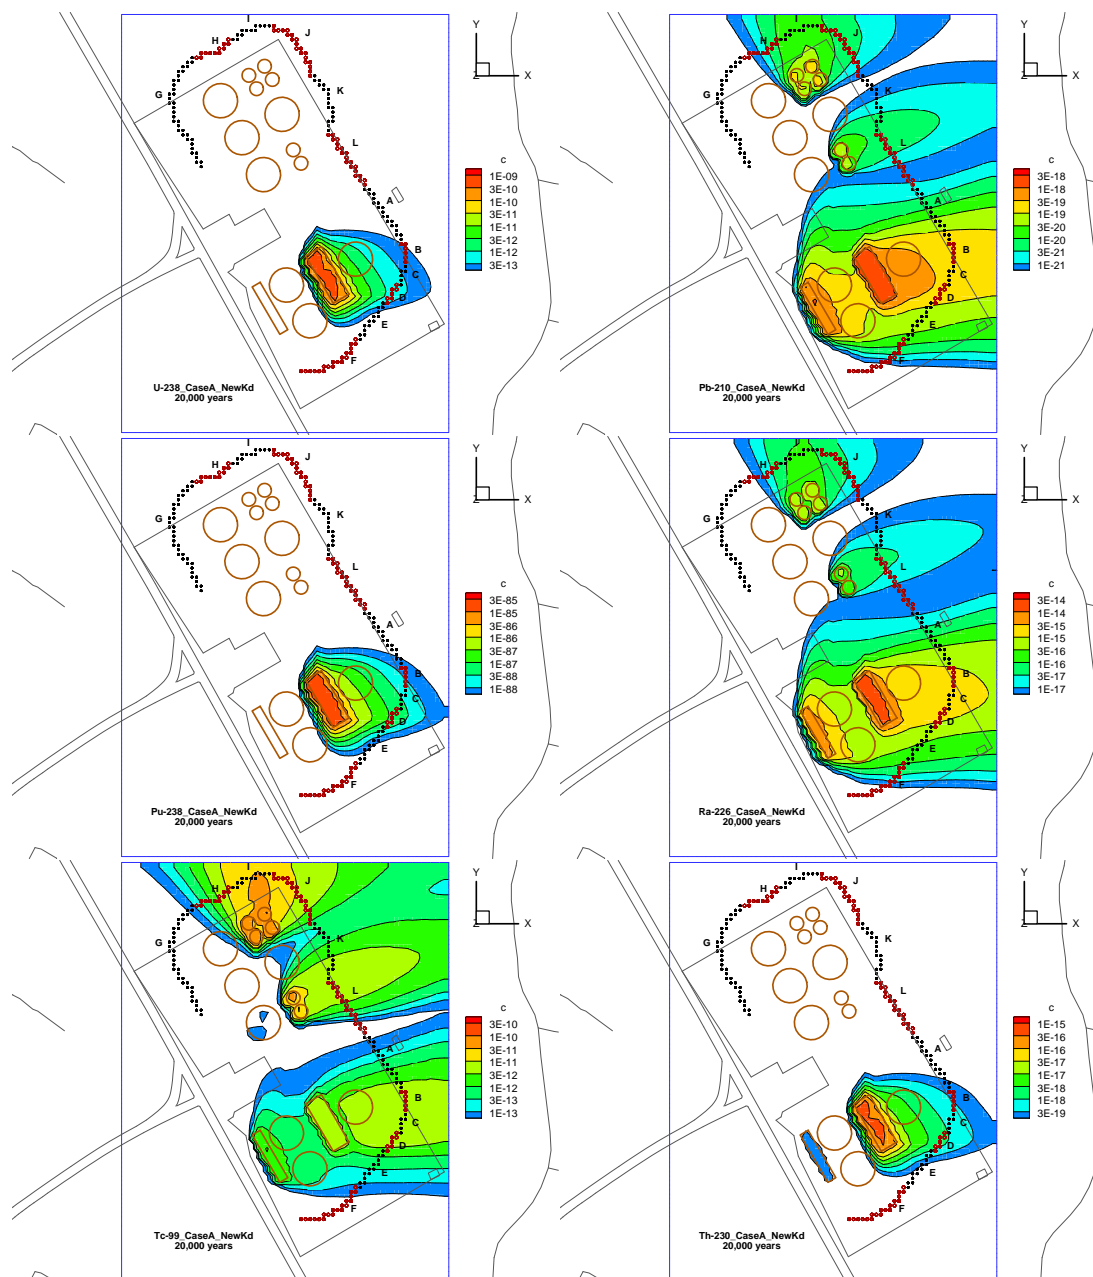 Y
X
Z
I
H
J
G
K
L
A
B
C
D
E
F
c
1E-09
3E-10
1E-10
3E-11
1E-11
3E-12
1E-12
3E-13
U-238_CaseA_NewKd
20,000 years
Y
X
Z
I
H
J
G
K
L
A
B
C
D
E
F
c
3E-18
1E-18
3E-19
1E-19
3E-20
1E-20
3E-21
1E-21
Pb-210_CaseA_NewKd
20,000 years
Y
X
Z
I
H
J
G
K
L
A
B
C
D
E
F
c
3E-85
1E-85
3E-86
1E-86
1E-87
3E-88
1E-88
Pu-238_CaseA_NewKd
20,000 years
Y
X
Z
I
H
J
G
K
L
A
B
C
D
E
F
c
3E-14
1E-14
3E-15
1E-15
3E-16
1E-16
3E-17
1E-17
Ra-226_CaseA_NewKd
20,000 years
Y
X
Z
I
H
J
G
K
L
A
B
C
D
E
F
c
3E-10
1E-10
3E-11
1E-11
3E-12
1E-12
3E-13
1E-13
Tc-99_CaseA_NewKd
20,000 years
Y
X
Z
I
H
J
G
K
L
A
B
C
D
E
F
c
1E-15
3E-16
1E-16
3E-17
1E-17
3E-18
1E-18
3E-19
Th-230_CaseA_NewKd
20,000 years